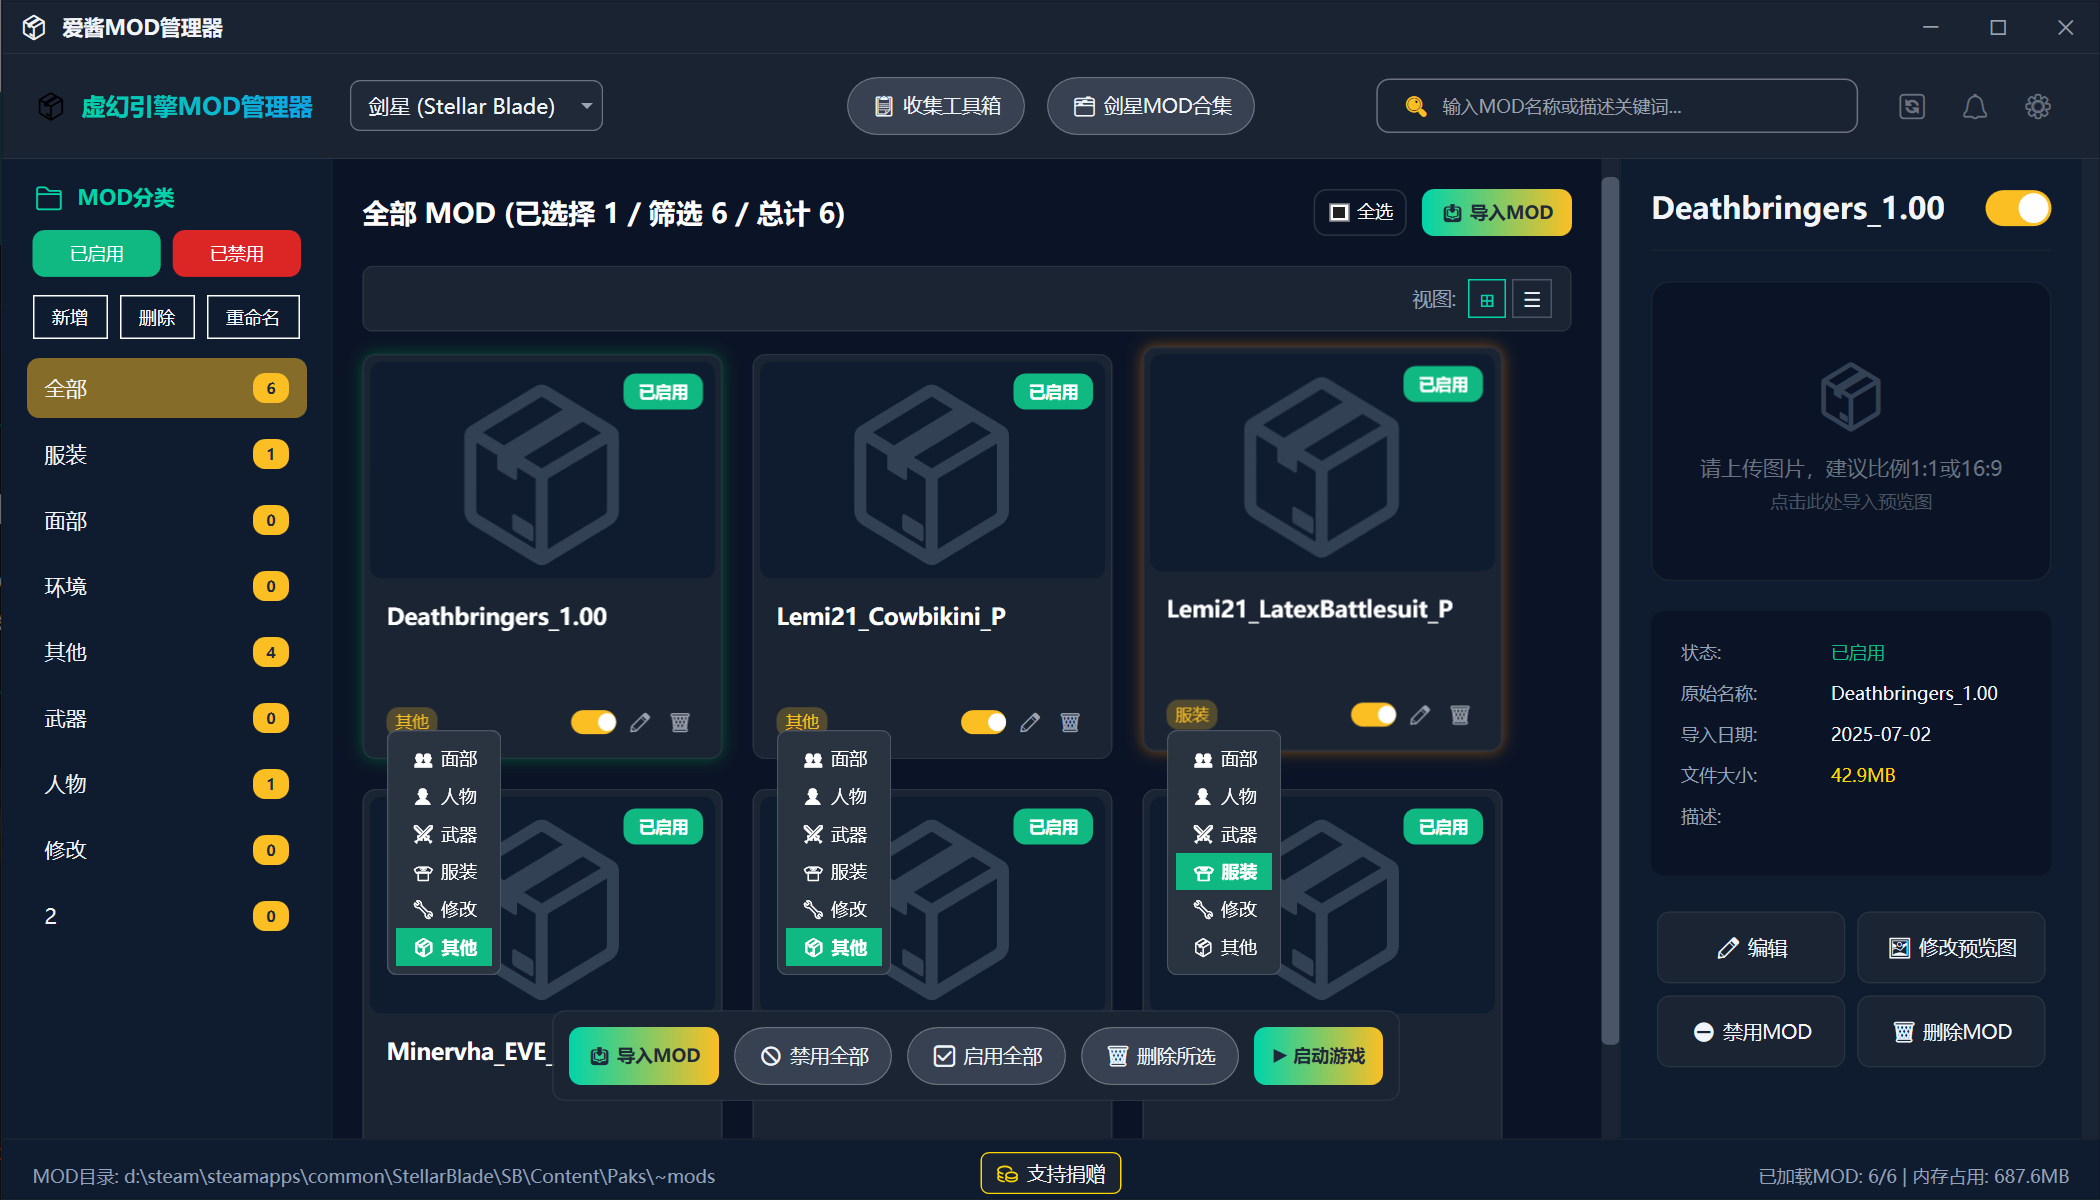 爱酱MOD管理器
虚幻引擎MOD管理器
剑星 (Stellar Blade)
收集工具箱
剑星MOD合集
输入MOD名称或描述关键词...
MOD分类
已启用
已禁用
新增
删除
重命名
全部 6
服装 1
面部 0
环境 0
其他 4
武器 0
人物 1
修改 0
2 0
全部 MOD (已选择 1 / 筛选 6 / 总计 6)
全选
导入MOD
视图:
已启用
Deathbringers_1.00
其他
已启用
Lemi21_Cowbikini_P
其他
已启用
Lemi21_LatexBattlesuit_P
服装
面部
人物
武器
服装
修改
其他
面部
人物
武器
服装
修改
其他
面部
人物
武器
服装
修改
其他
已启用
已启用
已启用
Minervha_EVE_
导入MOD
禁用全部
启用全部
删除所选
启动游戏
Deathbringers_1.00
请上传图片，建议比例1:1或16:9
点击此处导入预览图
状态: 已启用
原始名称: Deathbringers_1.00
导入日期: 2025-07-02
文件大小: 42.9MB
描述:
编辑
修改预览图
禁用MOD
删除MOD
MOD目录: d:\steam\steamapps\common\StellarBlade\SB\Content\Paks\~mods
支持捐赠
已加载MOD: 6/6 | 内存占用: 687.6MB